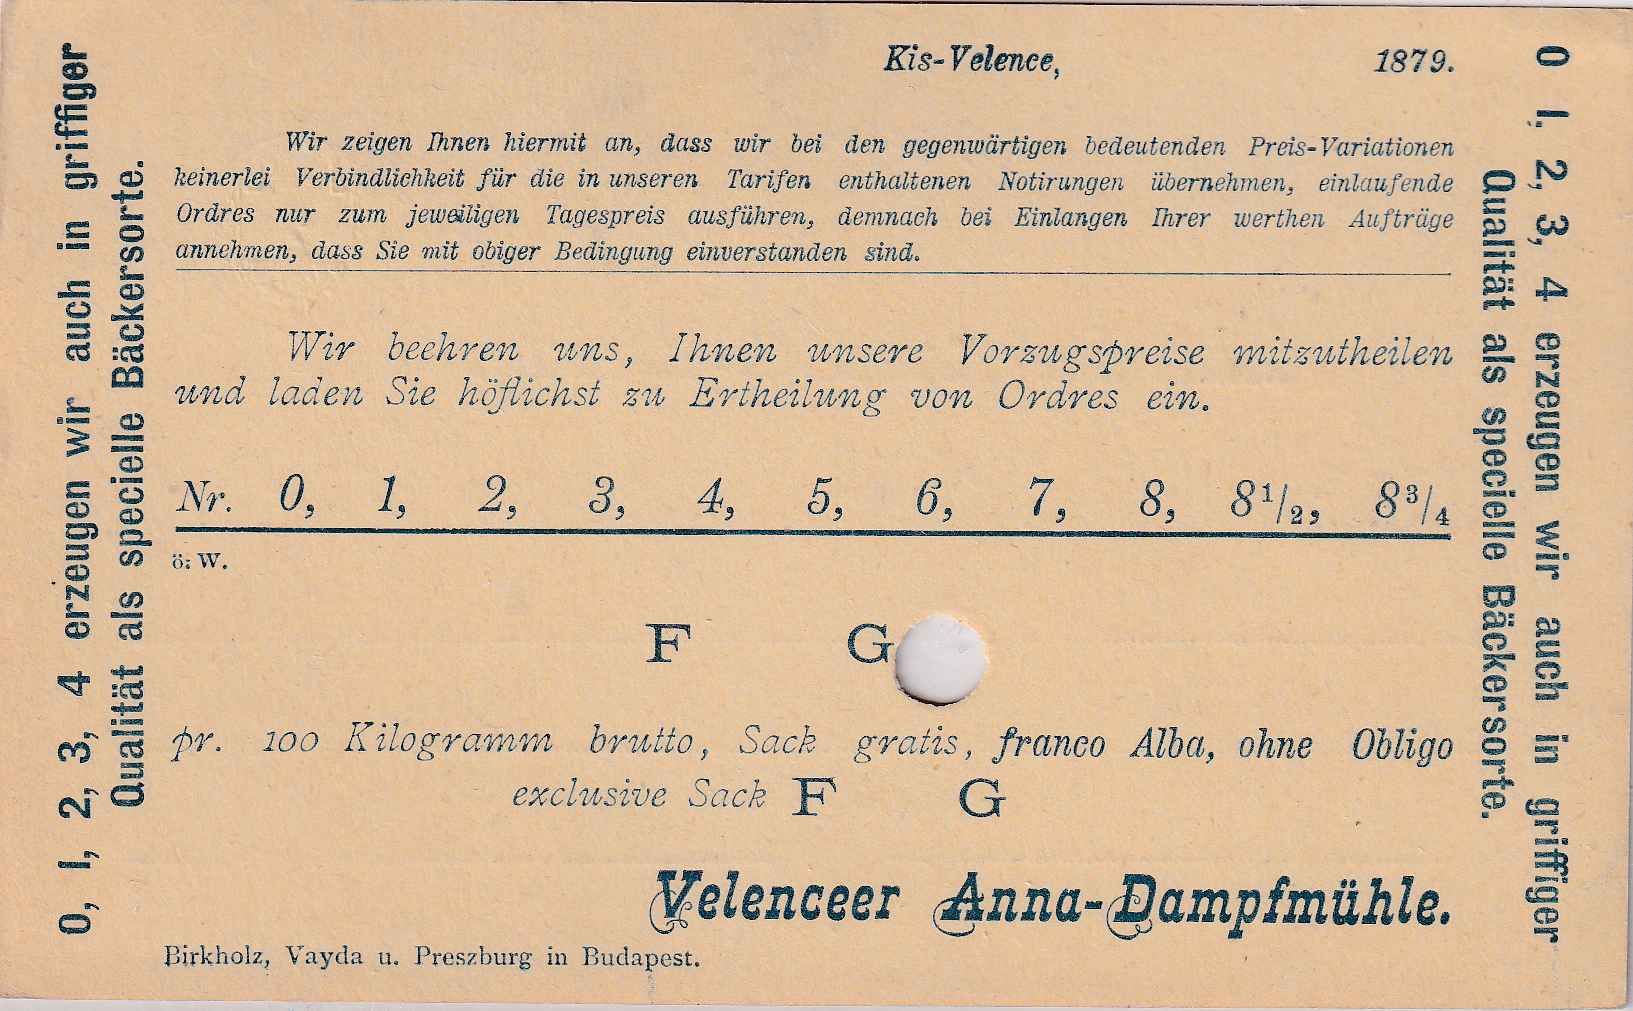 Kis-Velence, 1879.
Wir zeigen Ihnen hiermit an, dass wir bei den gegenwärtigen bedeutenden Preis-Variationen
keinerlei Verbindlichkeit für die in unseren Tarifen enthaltenen Notirungen übernehmen, einlaufende
Ordres nur zum jeweiligen Tagespreis ausführen, demnach bei Einlangen Ihrer werthen Aufträge
annehmen, dass Sie mit obiger Bedingung einverstanden sind.
Wir beehren uns, Ihnen unsere Vorzugspreise mitzutheilen
und laden Sie höflichst zu Ertheilung von Ordres ein.
Nr. 0, 1, 2, 3, 4, 5, 6, 7, 8, 8 1/2, 8 3/4
ö: W.
F G
pr. 100 Kilogramm brutto, Sack gratis, franco Alba, ohne Obligo
exclusive Sack F G
Velenceer Anna-Dampfmühle.
Birkholz, Vayda u. Preszburg in Budapest.
0, 1, 2, 3, 4 erzeugen wir auch in griffiger
Qualität als specielle Bäckersorte.
0 1, 2, 3, 4 erzeugen wir auch in griffiger
Qualität als specielle Bäckersorte.